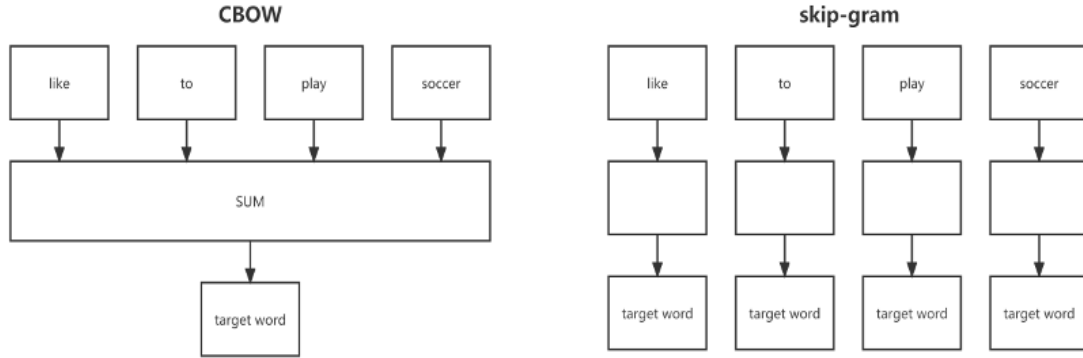 CBOW
skip-gram
like to play soccer
like to play soccer
SUM
target word
target word target word target word target word